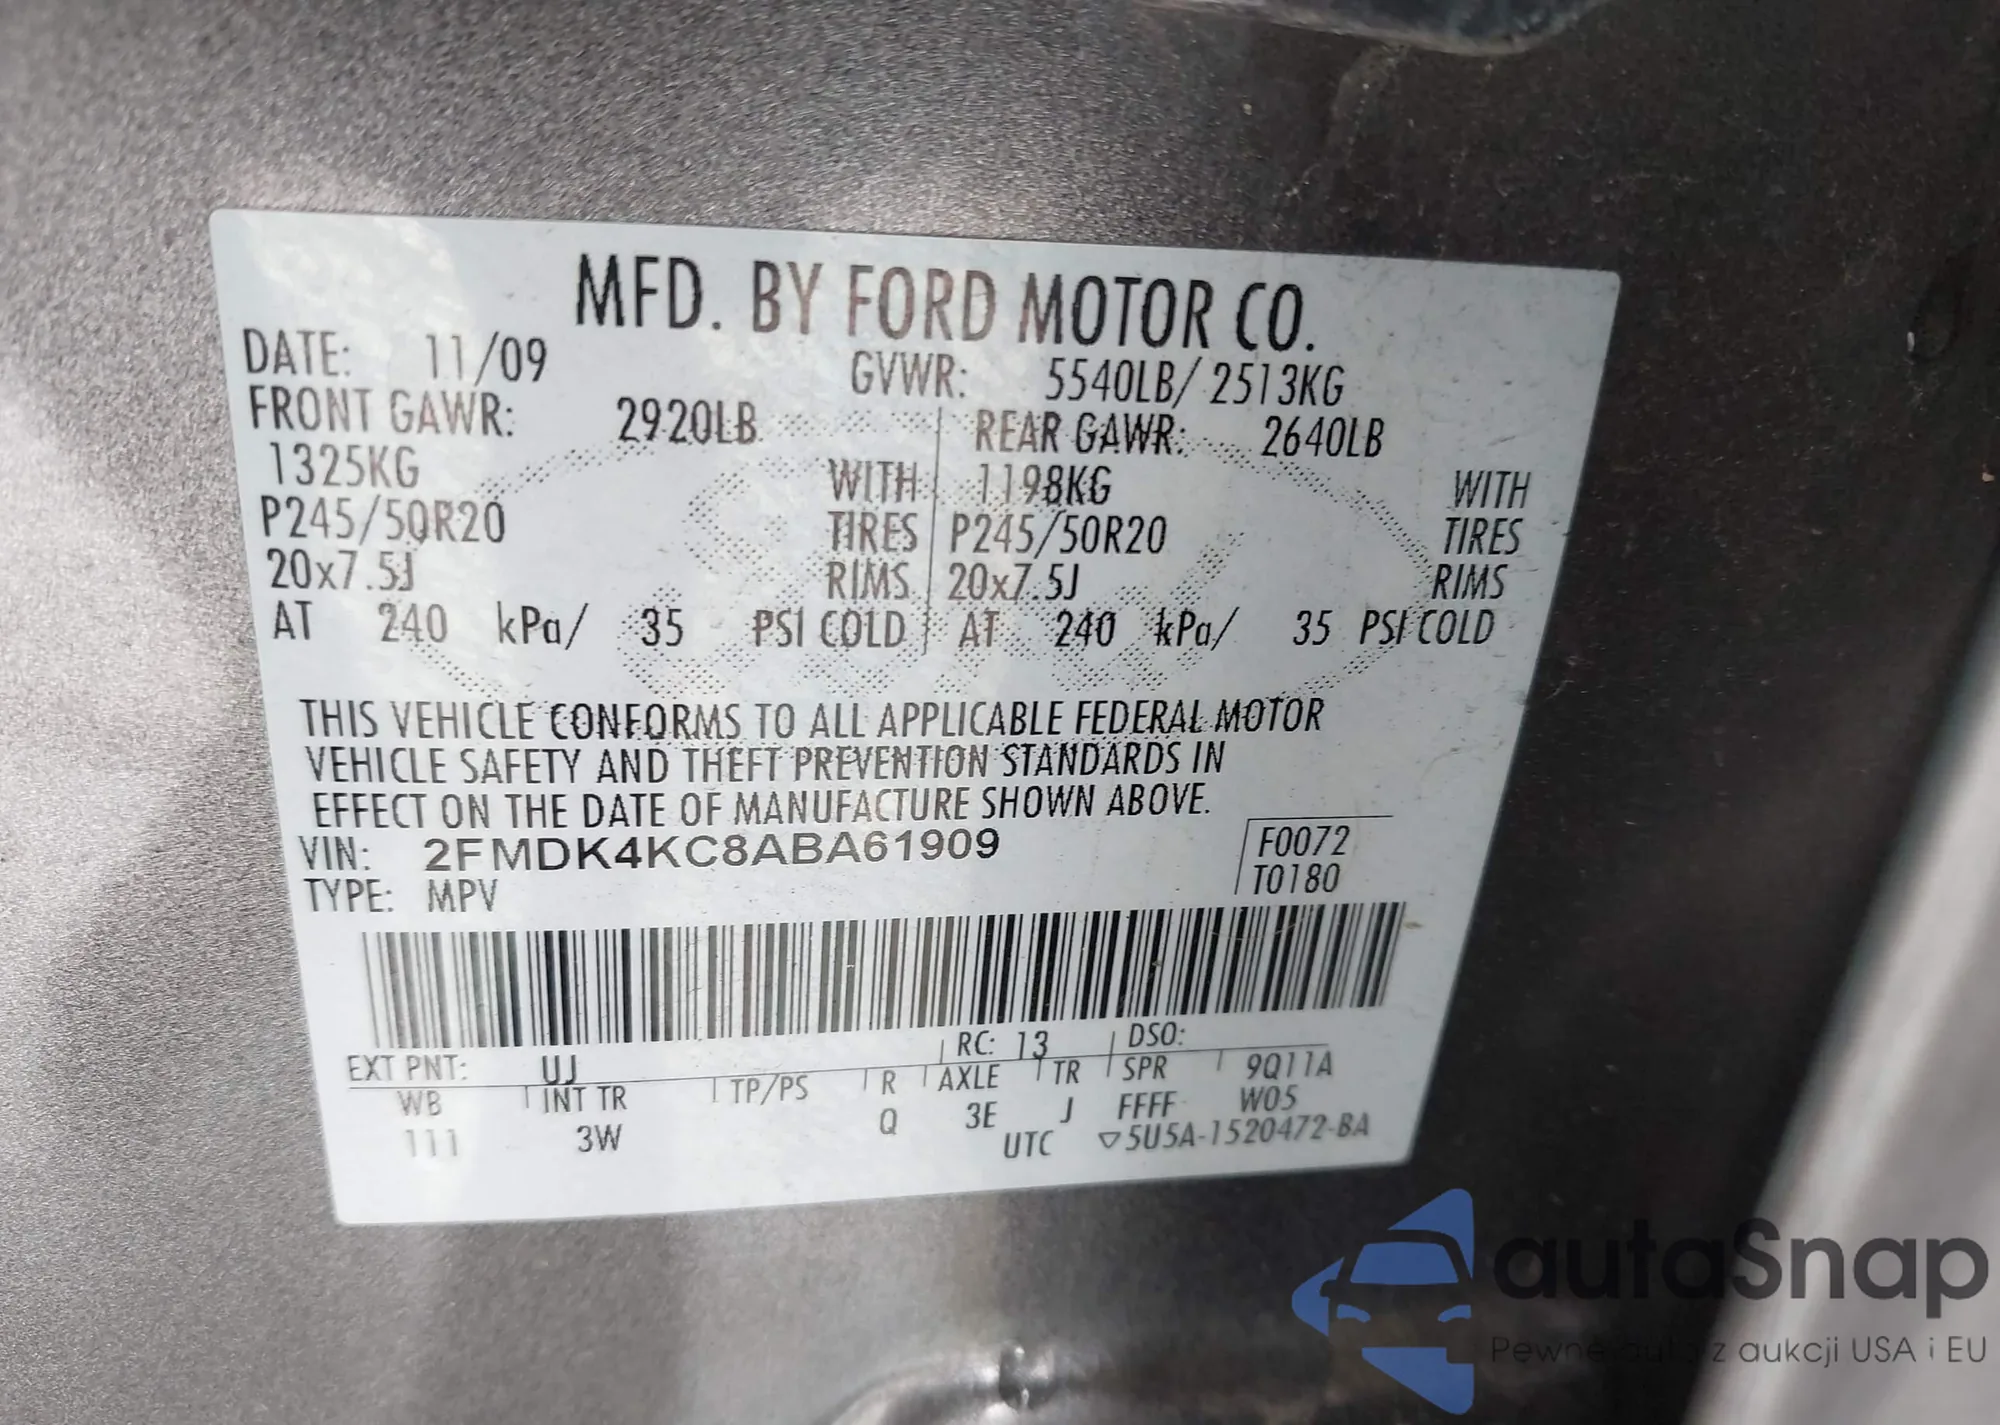 MFD. BY FORD MOTOR CO.
DATE: 11/09 GVWR: 5540LB/ 2513KG
FRONT GAWR: 2920LB REAR GAWR: 2640LB
1325KG WITH 1198KG WITH
P245/50R20 TIRES P245/50R20 TIRES
20x7.5J RIMS 20x7.5J RIMS
AT 240 kPa/ 35 PSI COLD AT 240 kPa/ 35 PSI COLD
THIS VEHICLE CONFORMS TO ALL APPLICABLE FEDERAL MOTOR
VEHICLE SAFETY AND THEFT PREVENTION STANDARDS IN
EFFECT ON THE DATE OF MANUFACTURE SHOWN ABOVE.
VIN: 2FMDK4KC8ABA61909 F0072
TYPE: MPV T0180
EXT PNT: UJ RC: 13 DSO:
WB INT TR TP/PS R AXLE TR SPR 9Q11A
111 3W Q 3E J FFFF W05
UTC ▽5U5A-1520472-BA
autaSnap
Pewne auta z aukcji USA i EU